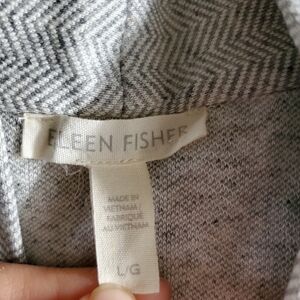 EILEEN FISHER
MADE IN
VIETNAM/
FABRIQUÉ
AU VIETNAM
L/G